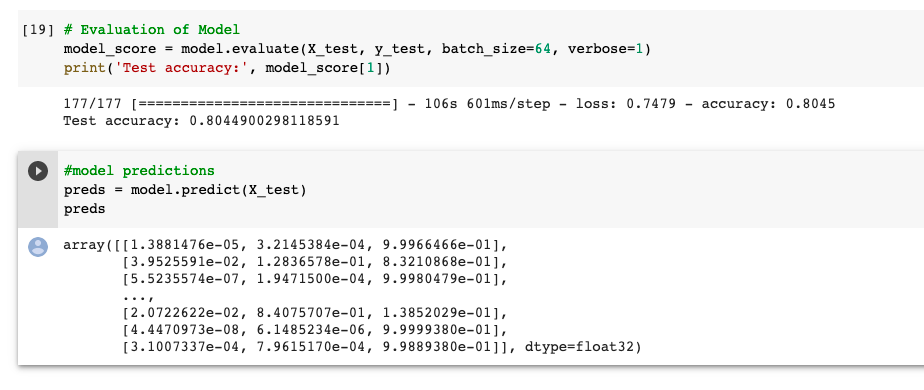 [19] # Evaluation of Model
model_score = model.evaluate(X_test, y_test, batch_size=64, verbose=1)
print('Test accuracy:', model_score[1])
177/177 [==============================] - 106s 601ms/step - loss: 0.7479 - accuracy: 0.8045
Test accuracy: 0.8044900298118591
#model predictions
preds = model.predict(X_test)
preds
array([[1.3881476e-05, 3.2145384e-04, 9.9966466e-01],
[3.9525591e-02, 1.2836578e-01, 8.3210868e-01],
[5.5235574e-07, 1.9471500e-04, 9.9980479e-01],
...,
[2.0722622e-02, 8.4075707e-01, 1.3852029e-01],
[4.4470973e-08, 6.1485234e-06, 9.9999380e-01],
[3.1007337e-04, 7.9615170e-04, 9.9889380e-01]], dtype=float32)